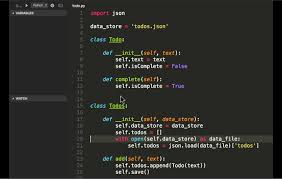 PYTHON
todo.py
VARIABLES
WATCH
import json
data_store = 'todos.json'
class Todo:
def __init__(self, text):
self.text = text
self.isComplete = False
def complete(self):
self.isComplete = True
class Todos:
def __init__(self, data_store):
self.data_store = data_store
self.todos = []
with open(self.data_store) as data_file:
self.todos = json.load(data_file)['todos']
def add(self, text):
self.todos.append(Todo(text))
self.save()